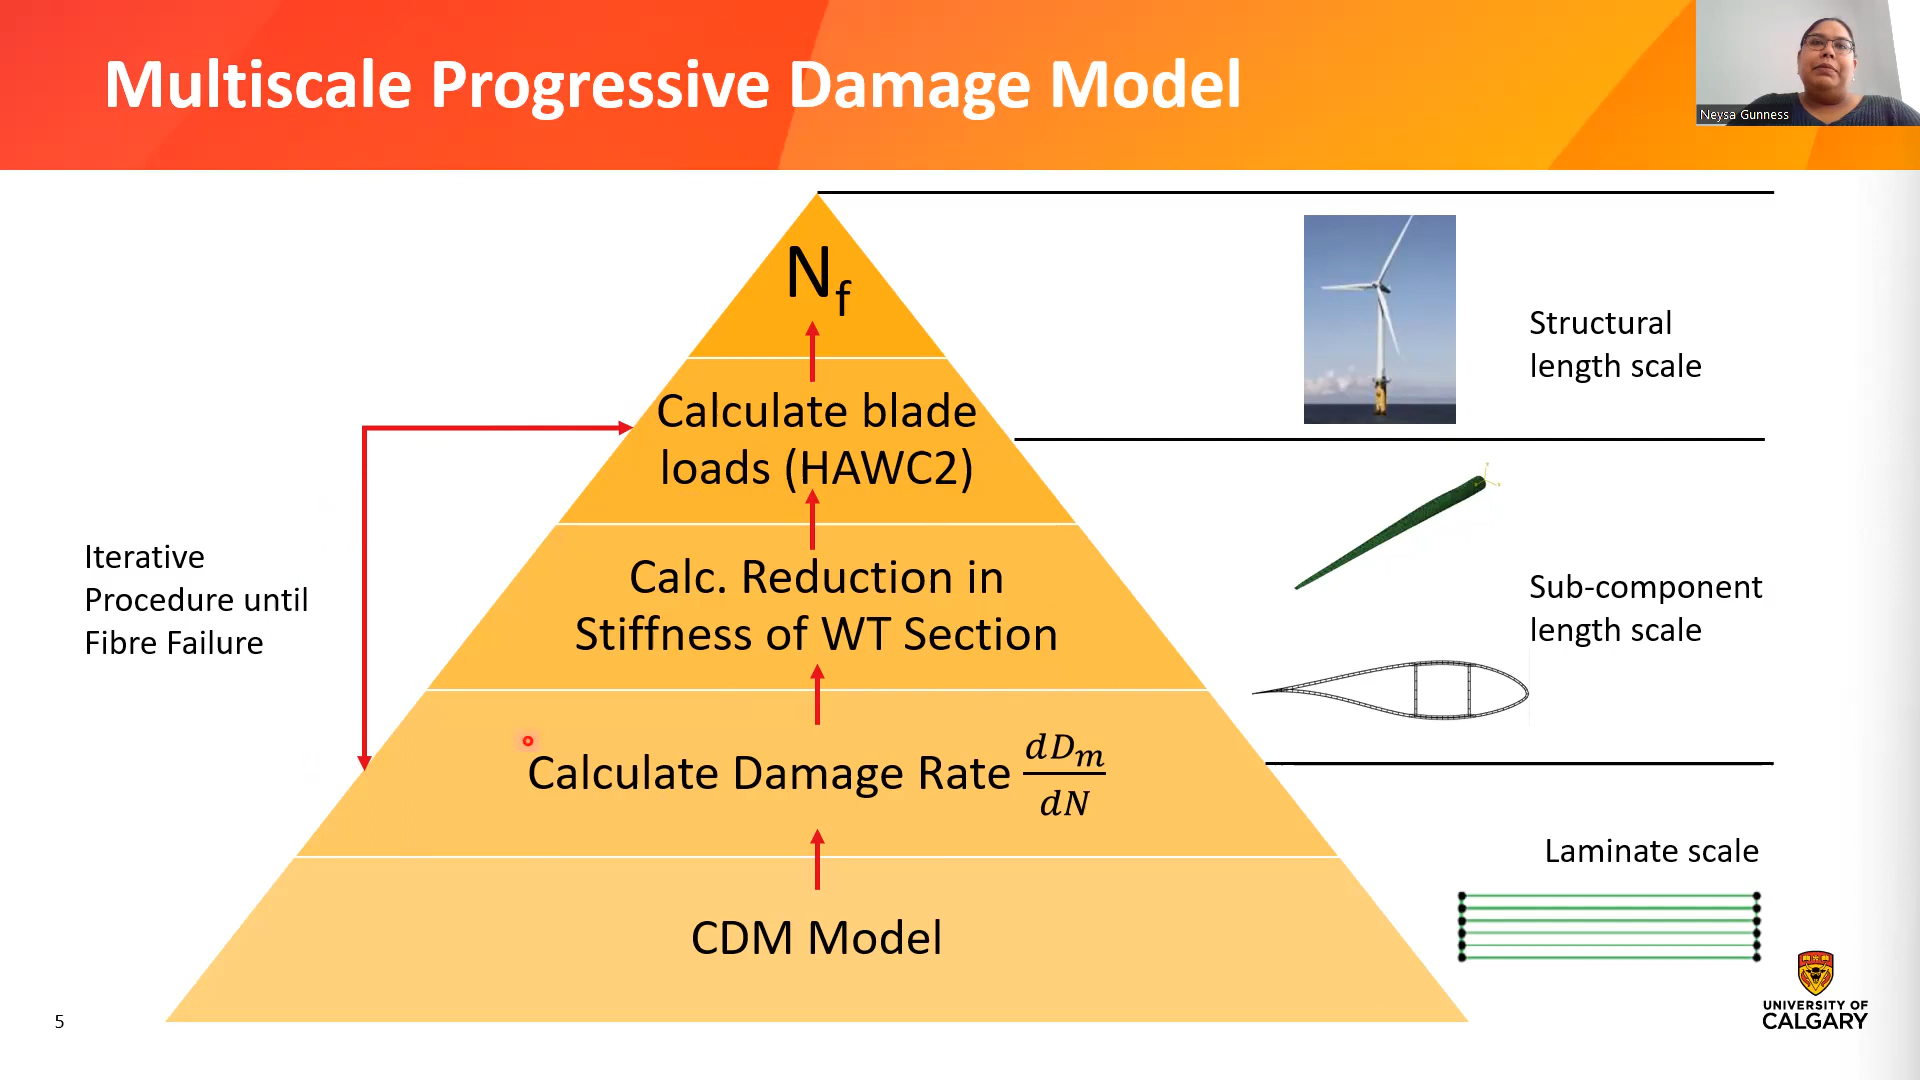 Multiscale Progressive Damage Model
Neysa Gunness
N_f
Calculate blade
loads (HAWC2)
Calc. Reduction in
Stiffness of WT Section
Calculate Damage Rate dD_m/dN
CDM Model
Iterative
Procedure until
Fibre Failure
Structural
length scale
Sub-component
length scale
Laminate scale
5
UNIVERSITY OF
CALGARY